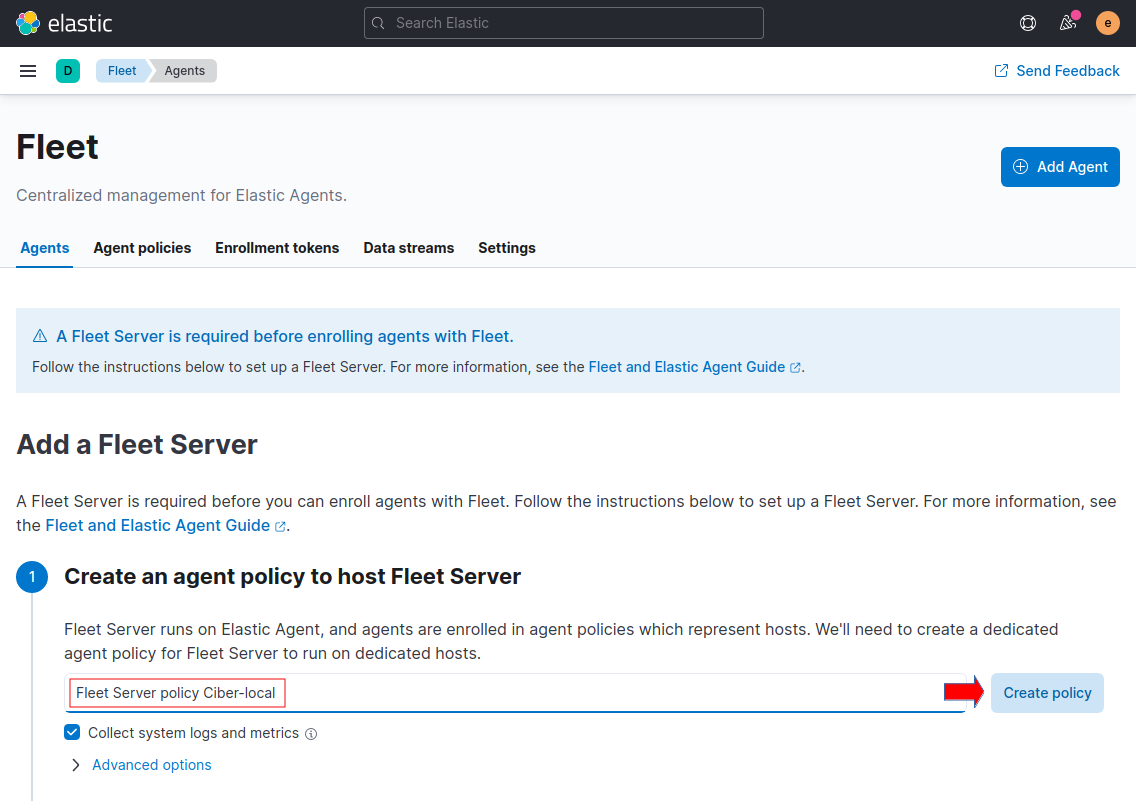 elastic
Search Elastic
e
D
Fleet
Agents
Send Feedback
Fleet
Add Agent
Centralized management for Elastic Agents.
Agents
Agent policies
Enrollment tokens
Data streams
Settings
A Fleet Server is required before enrolling agents with Fleet.
Follow the instructions below to set up a Fleet Server. For more information, see the Fleet and Elastic Agent Guide.
Add a Fleet Server
A Fleet Server is required before you can enroll agents with Fleet. Follow the instructions below to set up a Fleet Server. For more information, see
the Fleet and Elastic Agent Guide.
1
Create an agent policy to host Fleet Server
Fleet Server runs on Elastic Agent, and agents are enrolled in agent policies which represent hosts. We'll need to create a dedicated
agent policy for Fleet Server to run on dedicated hosts.
Fleet Server policy Ciber-local
Create policy
Collect system logs and metrics
Advanced options